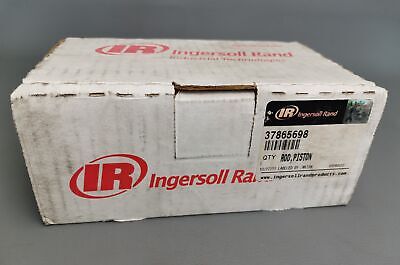 IR Ingersoll Rand
Industrial Technologies
IR Ingersoll Rand
IR Ingersoll Rand
37865698
QTY ROD,PISTON
www.ingersollrandproducts.com